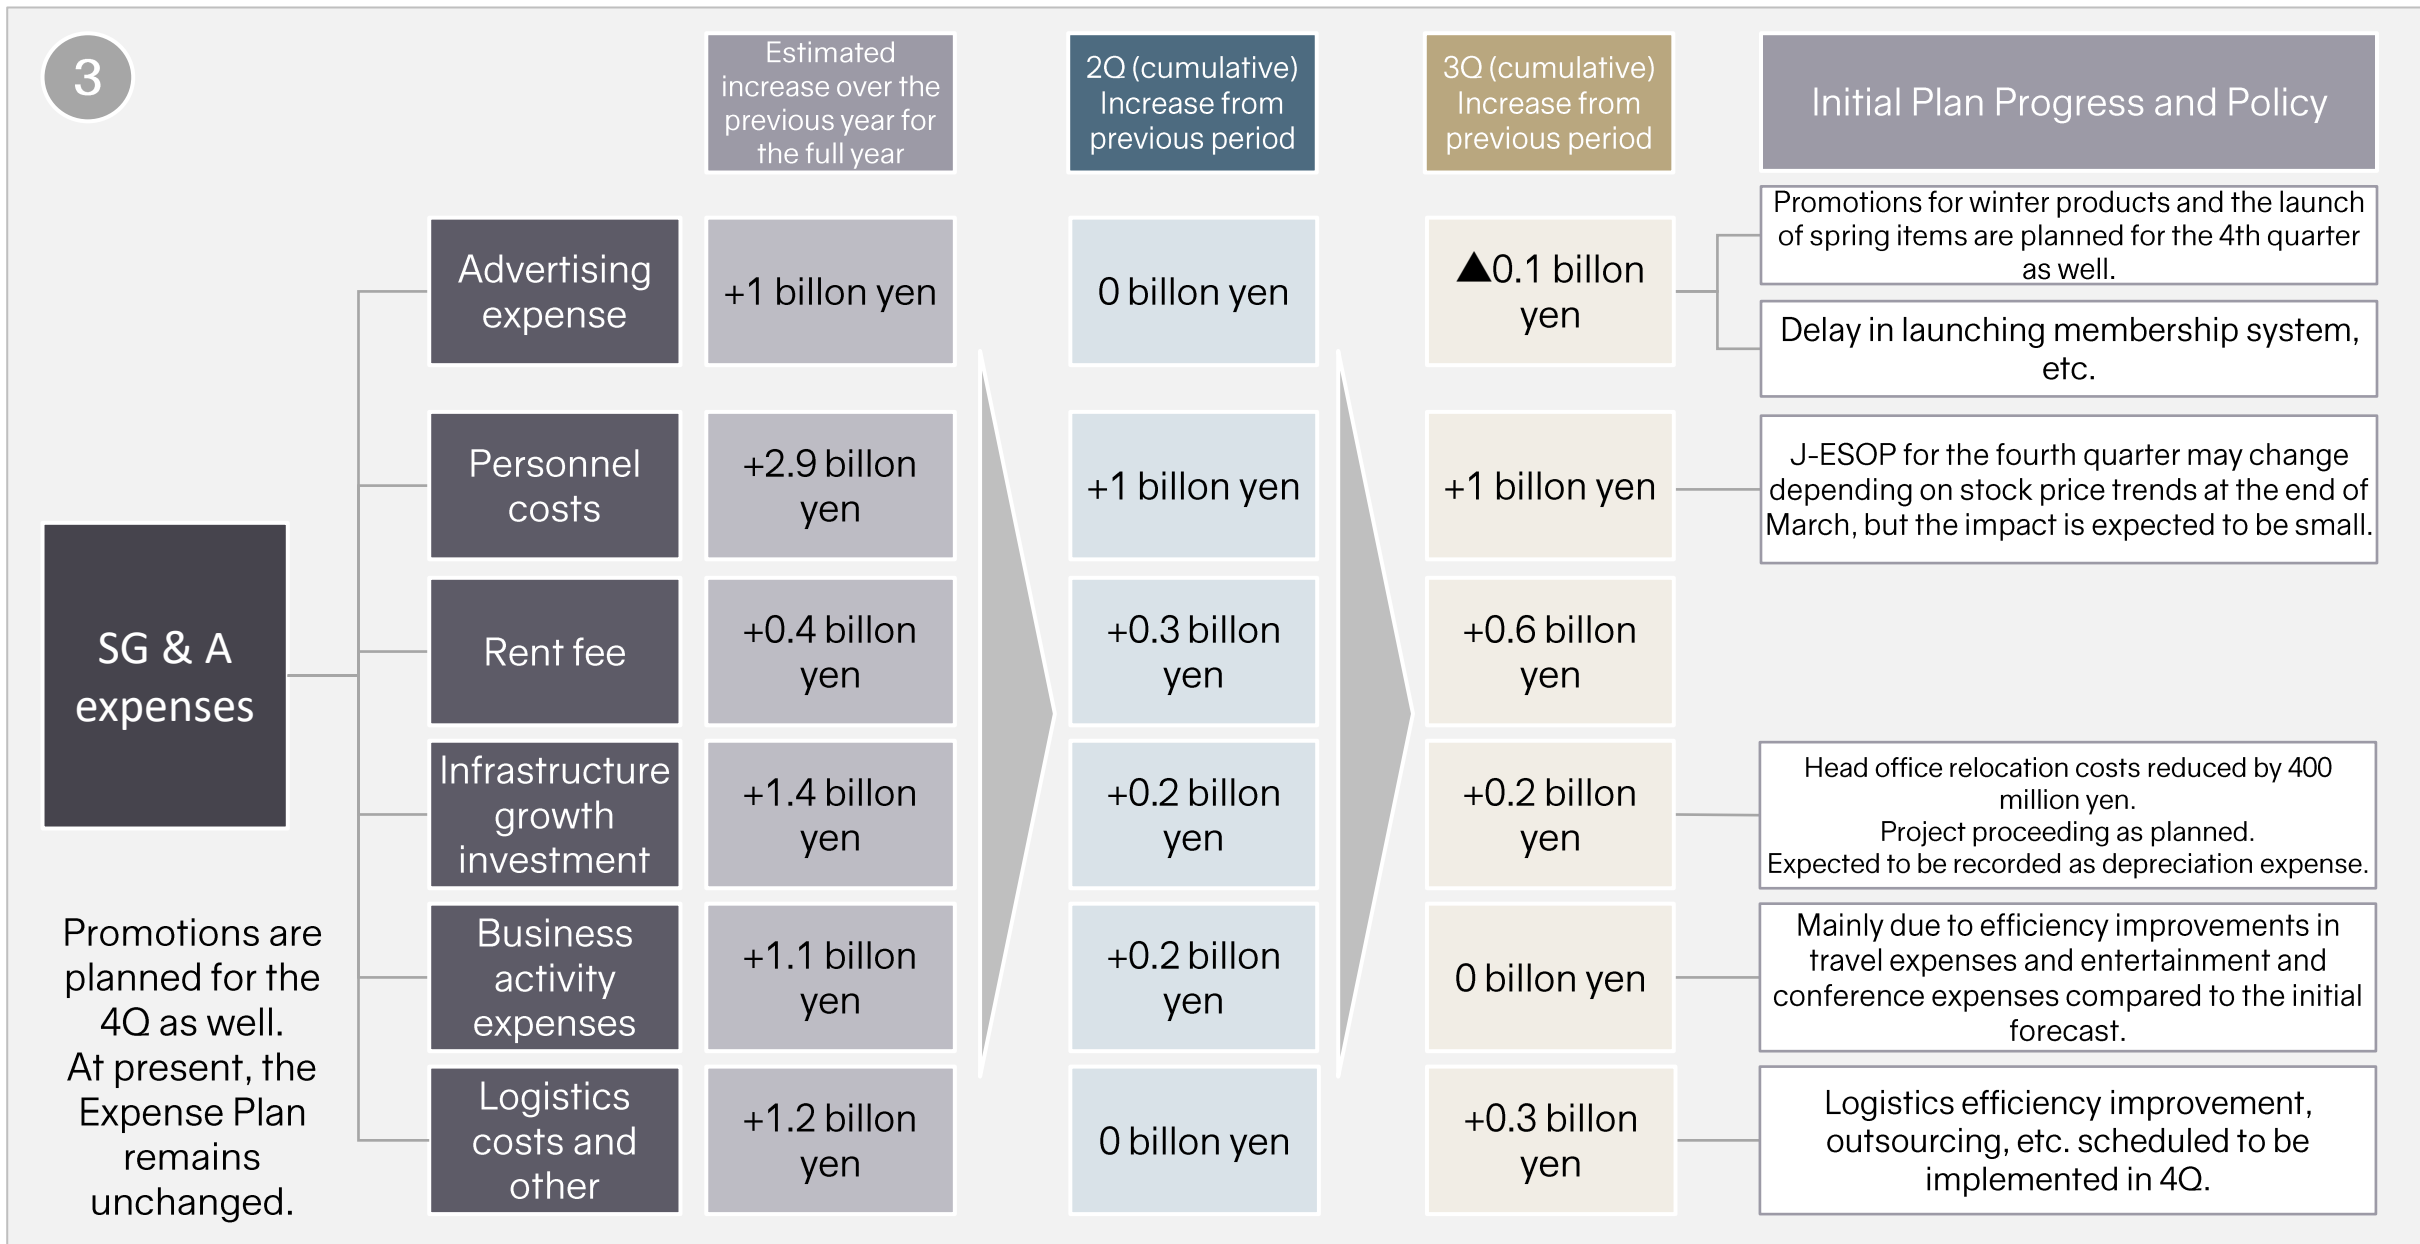 3
Estimated
increase over the
previous year for
the full year
2Q (cumulative)
Increase from
previous period
3Q (cumulative)
Increase from
previous period
Initial Plan Progress and Policy
SG & A
expenses
Promotions are
planned for the
4Q as well.
At present, the
Expense Plan
remains
unchanged.
Advertising
expense
+1 billon yen
0 billon yen
▲0.1 billon
yen
Promotions for winter products and the launch
of spring items are planned for the 4th quarter
as well.
Delay in launching membership system,
etc.
Personnel
costs
+2.9 billon
yen
+1 billon yen
+1 billon yen
J-ESOP for the fourth quarter may change
depending on stock price trends at the end of
March, but the impact is expected to be small.
Rent fee
+0.4 billon
yen
+0.3 billon
yen
+0.6 billon
yen
Infrastructure
growth
investment
+1.4 billon
yen
+0.2 billon
yen
+0.2 billon
yen
Head office relocation costs reduced by 400
million yen.
Project proceeding as planned.
Expected to be recorded as depreciation expense.
Business
activity
expenses
+1.1 billon
yen
+0.2 billon
yen
0 billon yen
Mainly due to efficiency improvements in
travel expenses and entertainment and
conference expenses compared to the initial
forecast.
Logistics
costs and
other
+1.2 billon
yen
0 billon yen
+0.3 billon
yen
Logistics efficiency improvement,
outsourcing, etc. scheduled to be
implemented in 4Q.